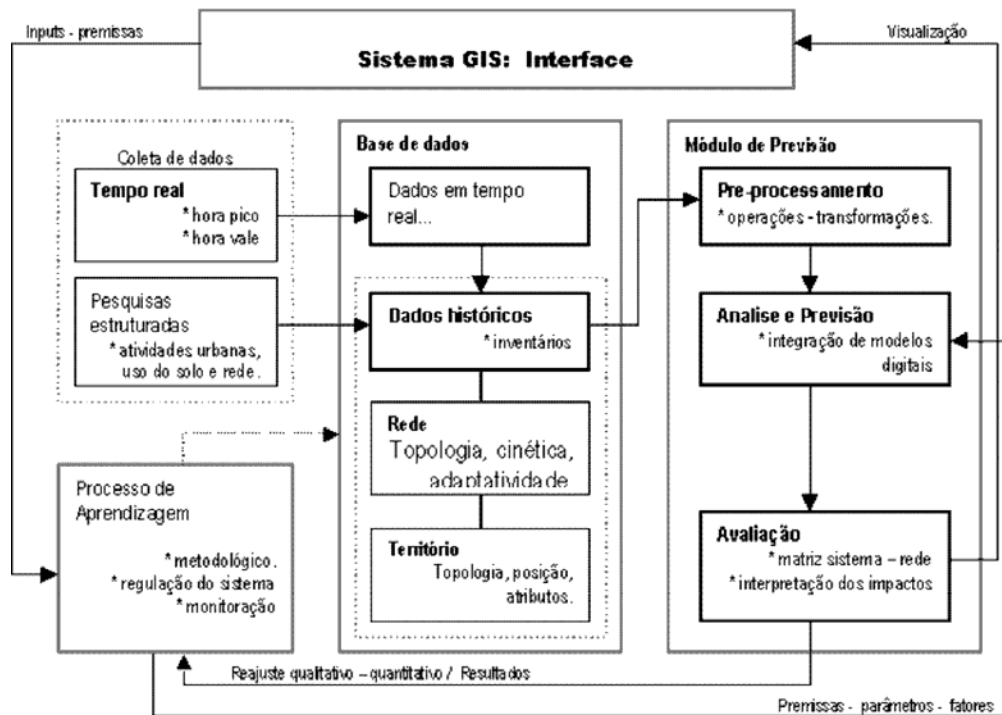 Inputs - premissas
Visualização
Sistema GIS: Interface
Coleta de dados
Tempo real
* hora pico
* hora vale
Pesquisas
estruturadas
* atividades urbanas,
uso do solo e rede.
Base de dados
Dados em tempo
real...
Dados históricos
* inventários
Rede
Topologia, cinética,
adaptatividade
Território
Topologia, posição,
atributos.
Módulo de Previsão
Pre-processamento
* operações - transformações.
Analise e Previsão
* integração de modelos
digitais
Avaliação
* matriz sistema – rede
* interpretação dos impactos
Processo de
Aprendizagem
* metodológico.
* regulação do sistema
* monitoração
Reajuste qualitativo – quantitativo / Resultados
Premissas - parâmetros - fatores